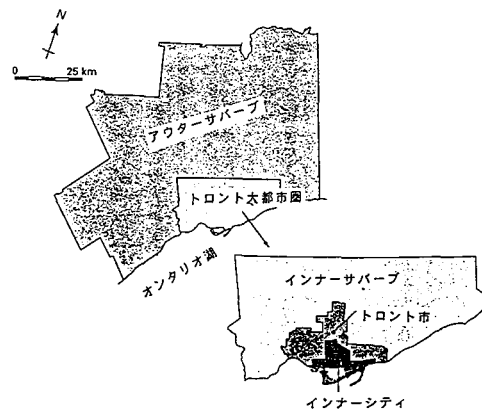 N
0 25 km
アウターサバーブ
トロント大都市圏
オンタリオ湖
インナーサバーブ
トロント市
インナーシティ